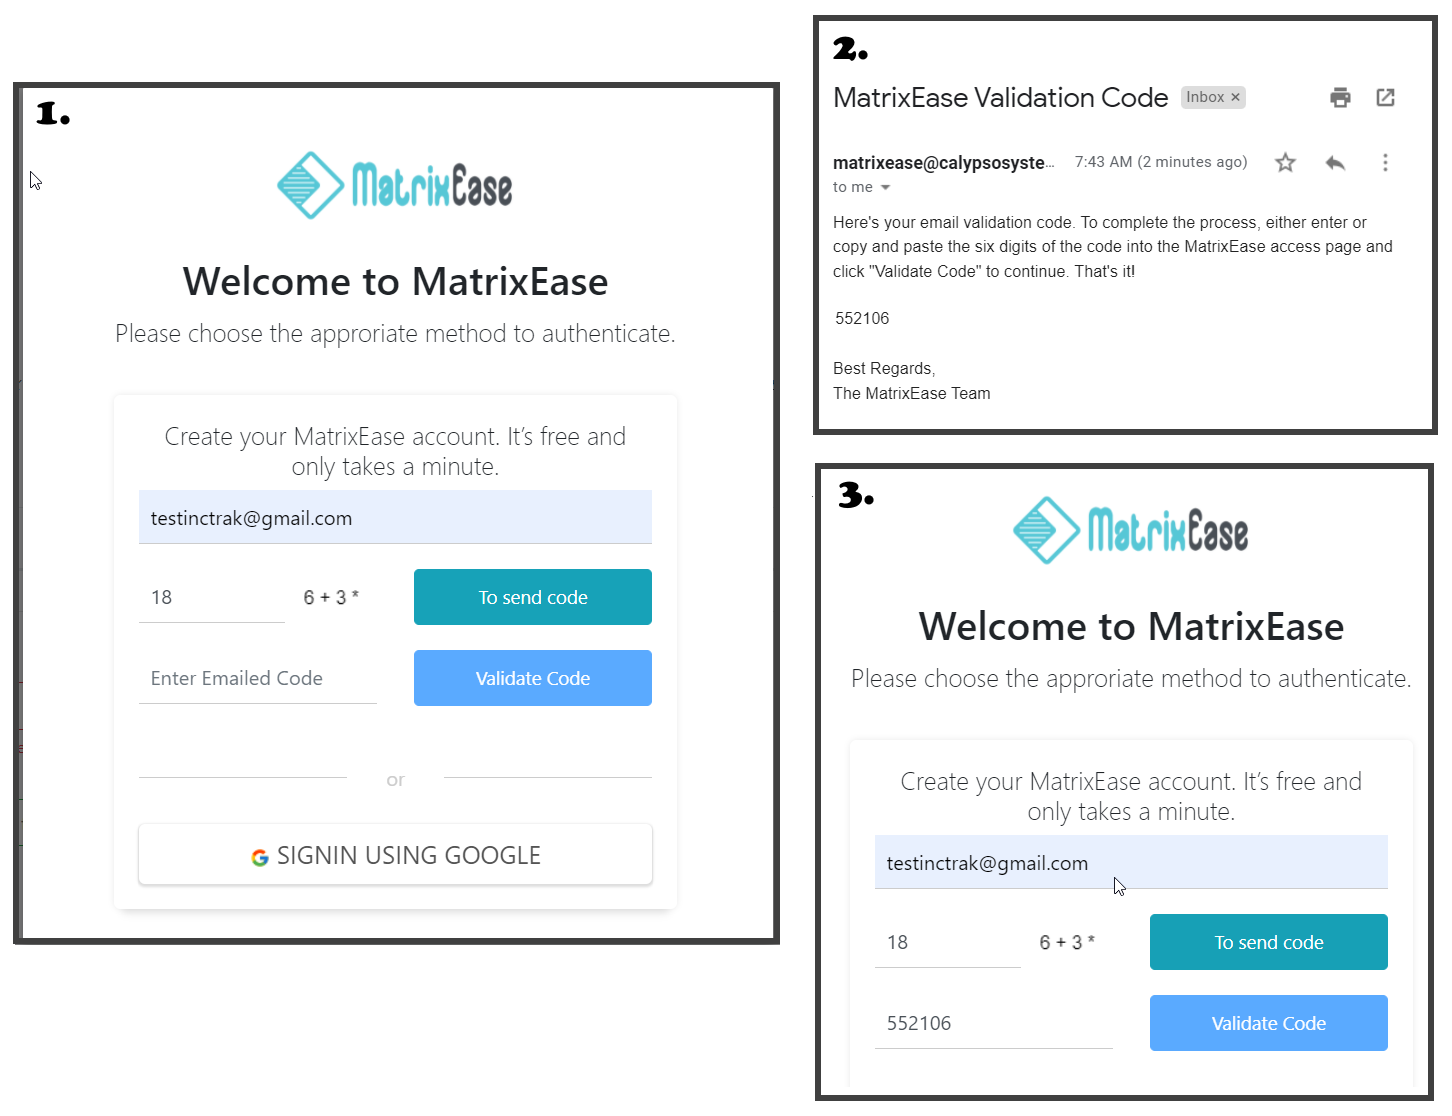 1.
MatrixEase
Welcome to MatrixEase
Please choose the approriate method to authenticate.
Create your MatrixEase account. It's free and
only takes a minute.
testinctrak@gmail.com
18 6 + 3 * To send code
Enter Emailed Code Validate Code
or
SIGNIN USING GOOGLE
2.
MatrixEase Validation Code Inbox ×
matrixease@calypsosyste... 7:43 AM (2 minutes ago)
to me
Here's your email validation code. To complete the process, either enter or
copy and paste the six digits of the code into the MatrixEase access page and
click "Validate Code" to continue. That's it!
552106
Best Regards,
The MatrixEase Team
3.
MatrixEase
Welcome to MatrixEase
Please choose the approriate method to authenticate.
Create your MatrixEase account. It's free and
only takes a minute.
testinctrak@gmail.com
18 6 + 3 * To send code
552106 Validate Code